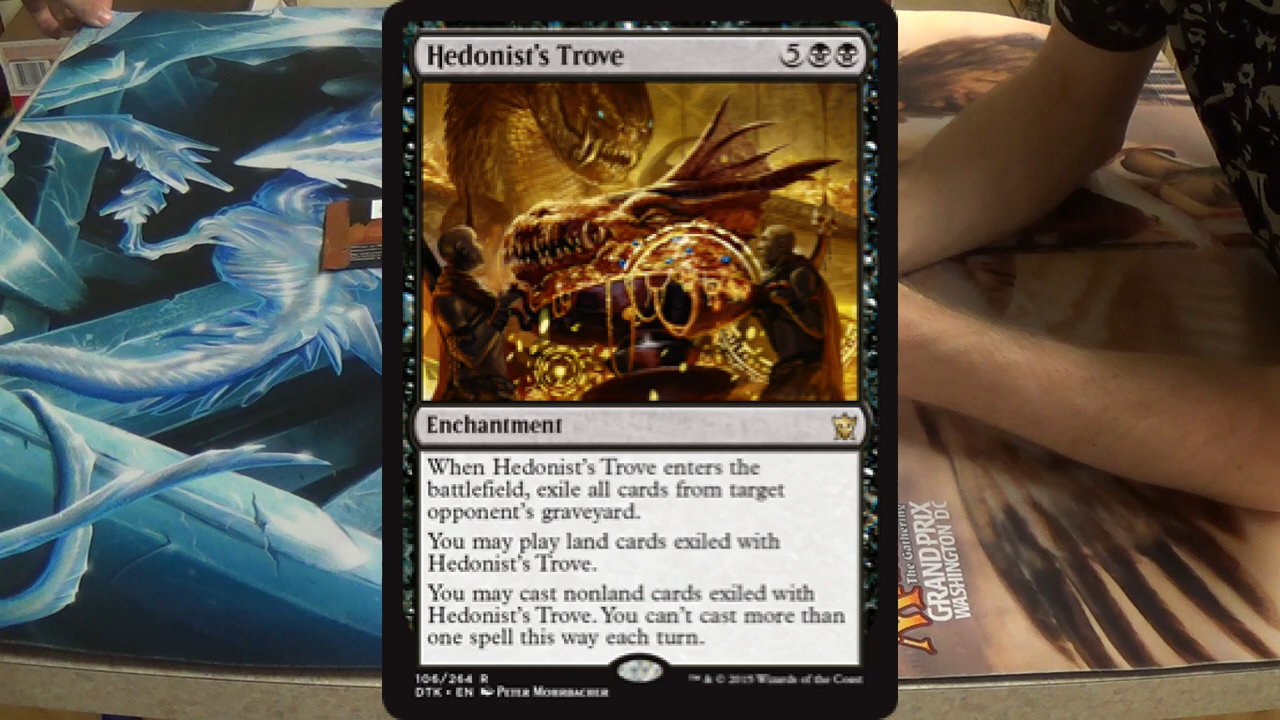 Hedonist's Trove 5
Enchantment
When Hedonist's Trove enters the
battlefield, exile all cards from target
opponent's graveyard.
You may play land cards exiled with
Hedonist's Trove.
You may cast nonland cards exiled with
Hedonist's Trove. You can't cast more than
one spell this way each turn.
106/264 R
DTK • EN PETER MOHRBACHER
™ & © 2015 Wizards of the Coast
The Gathering
GRAND PRIX
WASHINGTON DC